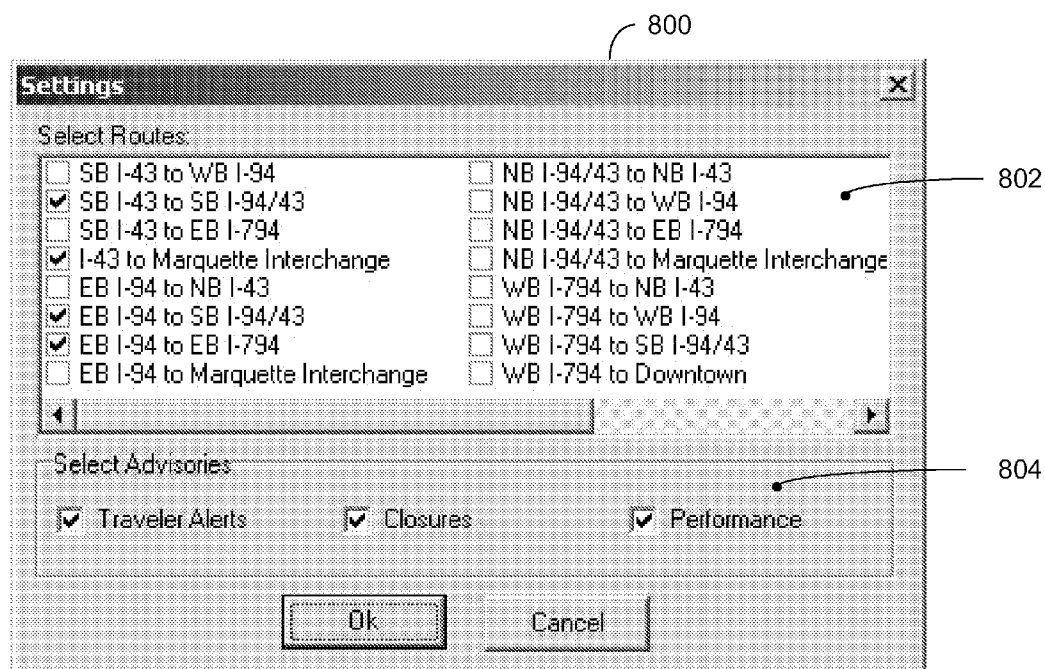 800
Settings
Select Routes:
SB I-43 to WB I-94
SB I-43 to SB I-94/43
SB I-43 to EB I-794
I-43 to Marquette Interchange
EB I-94 to NB I-43
EB I-94 to SB I-94/43
EB I-94 to EB I-794
EB I-94 to Marquette Interchange
NB I-94/43 to NB I-43
NB I-94/43 to WB I-94
NB I-94/43 to EB I-794
NB I-94/43 to Marquette Interchange
WB I-794 to NB I-43
WB I-794 to WB I-94
WB I-794 to SB I-94/43
WB I-794 to Downtown
802
Select Advisories
804
Traveler Alerts
Closures
Performance
Ok
Cancel